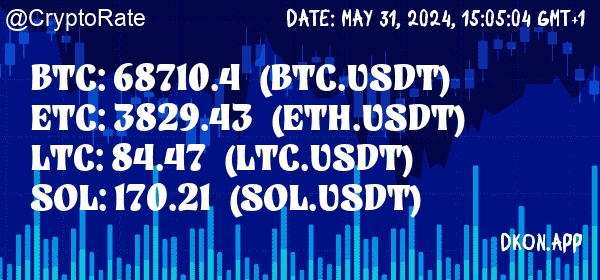 @CryptoRate
DATE: MAY 31, 2024, 15:05:04 GMT+1
BTC: 68710.4 (BTC.USDT)
ETC: 3829.43 (ETH.USDT)
LTC: 84.47 (LTC.USDT)
SOL: 170.21 (SOL.USDT)
DKON.APP